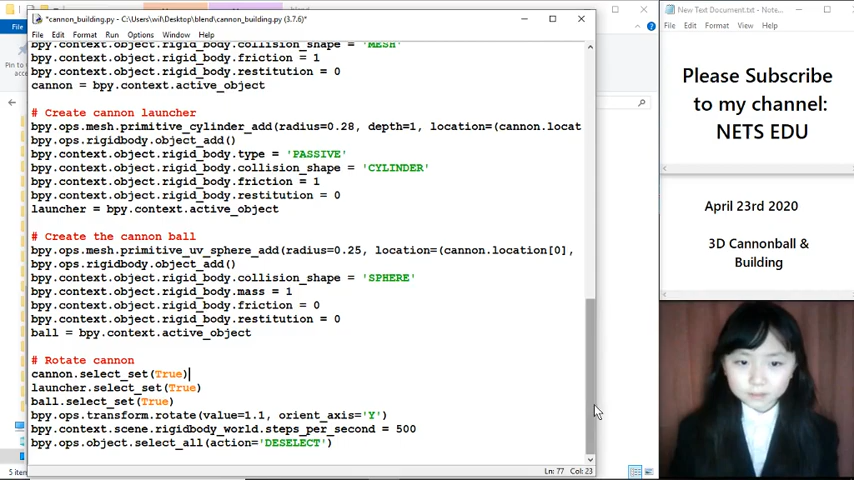 *cannon_building.py - C:\Users\wil\Desktop\blend\cannon_building.py (3.7.6)*
File Edit Format Run Options Window Help
bpy.context.object.rigid_body.collision_shape = 'MESH'
bpy.context.object.rigid_body.friction = 1
bpy.context.object.rigid_body.restitution = 0
cannon = bpy.context.active_object
# Create cannon launcher
bpy.ops.mesh.primitive_cylinder_add(radius=0.28, depth=1, location=(cannon.locat
bpy.ops.rigidbody.object_add()
bpy.context.object.rigid_body.type = 'PASSIVE'
bpy.context.object.rigid_body.collision_shape = 'CYLINDER'
bpy.context.object.rigid_body.friction = 1
bpy.context.object.rigid_body.restitution = 0
launcher = bpy.context.active_object
# Create the cannon ball
bpy.ops.mesh.primitive_uv_sphere_add(radius=0.25, location=(cannon.location[0],
bpy.ops.rigidbody.object_add()
bpy.context.object.rigid_body.collision_shape = 'SPHERE'
bpy.context.object.rigid_body.mass = 1
bpy.context.object.rigid_body.friction = 0
bpy.context.object.rigid_body.restitution = 0
ball = bpy.context.active_object
# Rotate cannon
cannon.select_set(True)
launcher.select_set(True)
ball.select_set(True)
bpy.ops.transform.rotate(value=1.1, orient_axis='Y')
bpy.context.scene.rigidbody_world.steps_per_second = 500
bpy.ops.object.select_all(action='DESELECT')
Ln: 77 Col: 23
File
Pin to
5 item
New Text Document.txt - Note
File Edit Format View Help
Please Subscribe
to my channel:
NETS EDU
April 23rd 2020
3D Cannonball &
Building